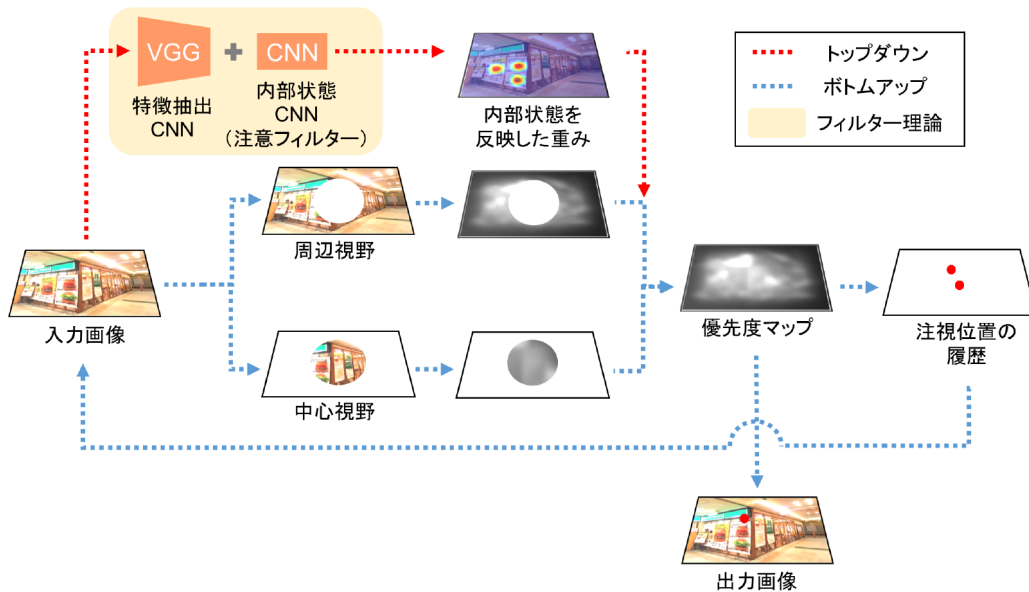 VGG
+
CNN
特徴抽出
CNN
内部状態
CNN
(注意フィルター)
内部状態を
反映した重み
トップダウン
ボトムアップ
フィルター理論
周辺視野
入力画像
中心視野
優先度マップ
注視位置の
履歴
出力画像